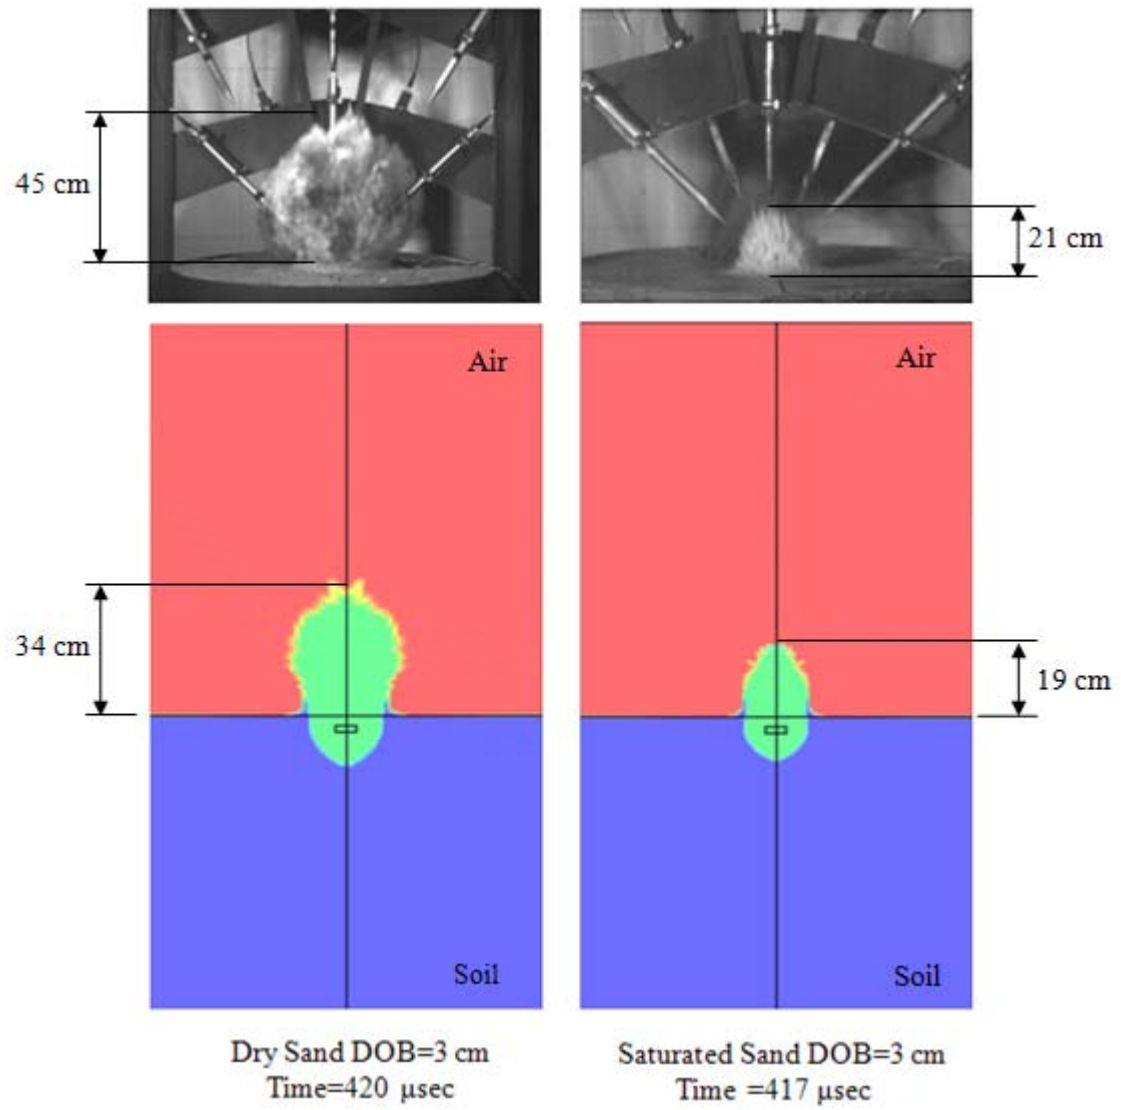 45 cm
21 cm
Air
Air
34 cm
19 cm
Soil
Soil
Dry Sand DOB=3 cm
Time=420 µsec
Saturated Sand DOB=3 cm
Time =417 µsec